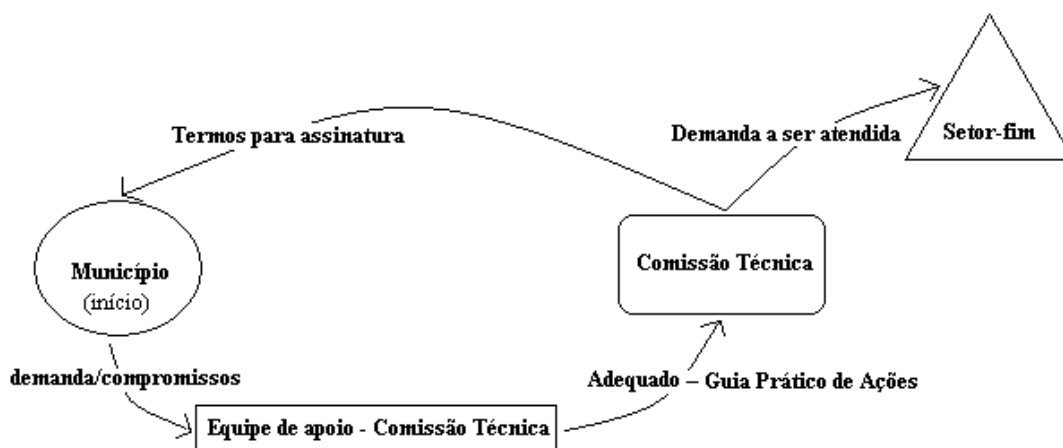 Termos para assinatura
Demanda a ser atendida
Setor-fim
Município
(início)
Comissão Técnica
demanda/compromissos
Adequado – Guia Prático de Ações
Equipe de apoio - Comissão Técnica